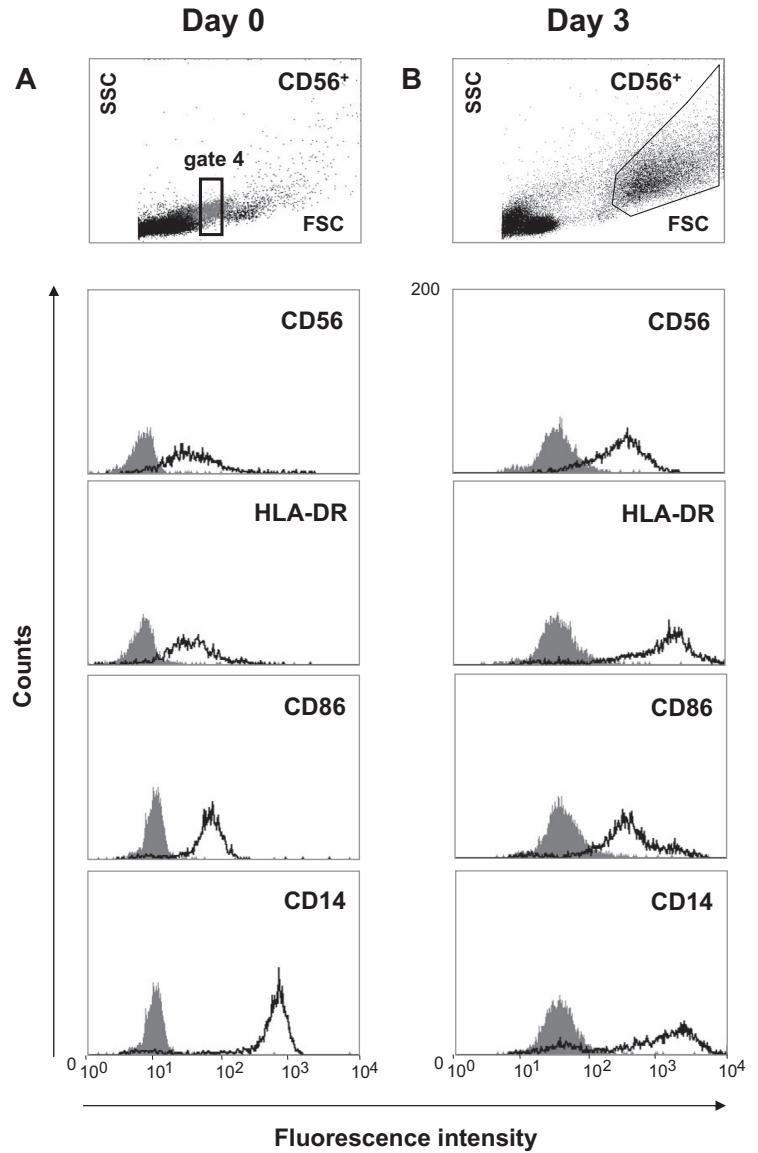 Day 0
Day 3
A
SSC
CD56⁺
gate 4
FSC
B
SSC
CD56⁺
FSC
Counts
200
CD56
CD56
HLA-DR
HLA-DR
CD86
CD86
CD14
CD14
0
10⁰ 10¹ 10² 10³ 10⁴
0
10⁰ 10¹ 10² 10³ 10⁴
Fluorescence intensity